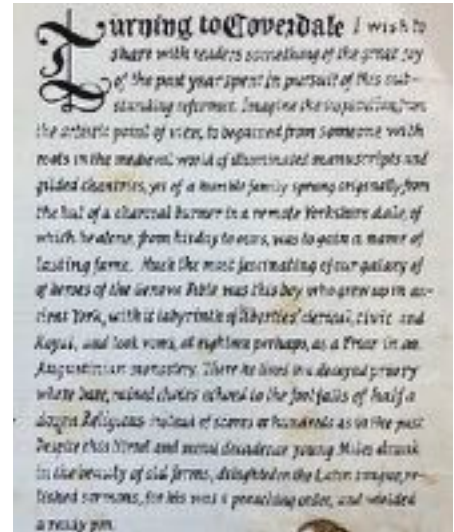 Turning to Coverdale I wish to
share with readers something of the great joy
of the past year spent in pursuit of this out-
standing reformer. Imagine the inspiration, from
the artistic point of view, to be gained from someone with
roots in the medieval world of illuminated manuscripts and
gilded chantries, yet of a humble family sprung originally, from
the hut of a charcoal burner in a remote Yorkshire dale, of
which he alone, from his day to ours, was to gain a name of
lasting fame. Much the most fascinating of our galaxy of
of heroes of the Geneva Bible was this boy who grew up in an-
cient York, with it labyrinth of 'liberties' clerical, civic and
Royal, and took vows, at eighteen perhaps, as a Friar in an
Augustinian monastery. There he lived in a decayed priory
whose bare, ruined choirs echoed to the footfalls of half a
dozen Religious instead of scores or hundreds as in the past
Despite this and moral decadence young Miles drank
in the beauty of old forms, delighted in the Latin tongue, re-
lished sermons, for his was a preaching order, and wielded
a ready pen.